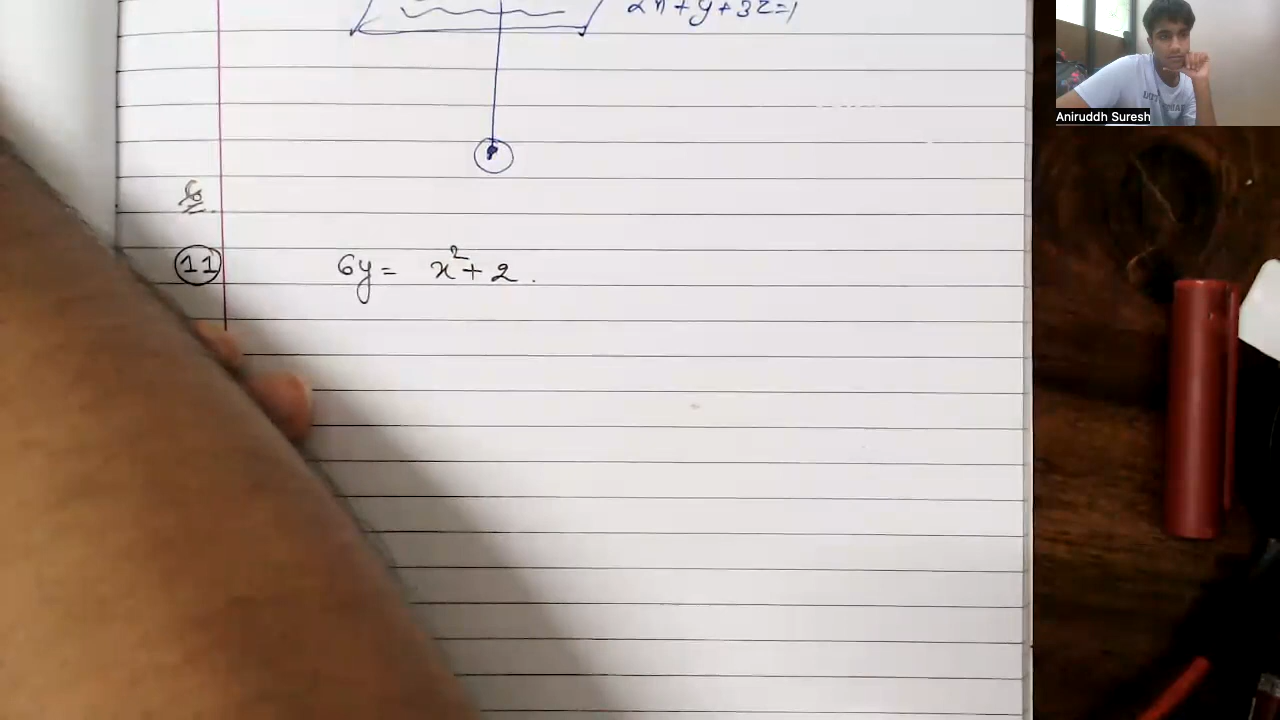 2x+y+3z=1
Aniruddh Suresh
11 6y = x²+ 2.